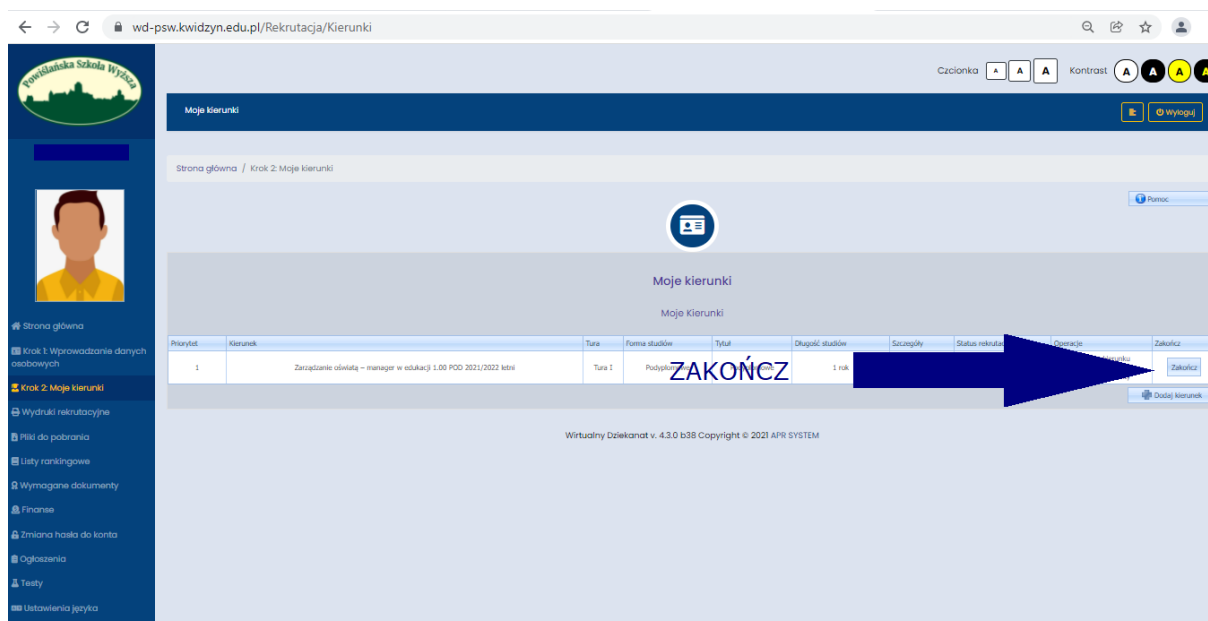 wd-psw.kwidzyn.edu.pl/Rekrutacja/Kierunki
Powiślańska Szkoła Wyższa
Czcionka A A A Kontrast A A A A
Moje kierunki
Wyloguj
Strona główna / Krok 2: Moje kierunki
Pomoc
Moje kierunki
Moje Kierunki
Priorytet Kierunek Tura Forma studiów Tytuł Długość studiów Szczegóły Status rekrutacji Operacje Zakończ
kierunku
1 Zarządzanie oświatą – manager w edukacji 1.00 POD 2021/2022 letni Tura I 1 rok Zakończ
ZAKOŃCZ
Dodaj kierunek
Wirtualny Dziekanat v. 4.3.0 b38 Copyright © 2021 APR SYSTEM
Strona główna
Krok 1: Wprowadzanie danych
osobowych
Krok 2: Moje kierunki
Wydruki rekrutacyjne
Pliki do pobrania
Listy rankingowe
Wymagane dokumenty
Finanse
Zmiana hasła do konta
Ogłoszenia
Testy
Ustawienia języka